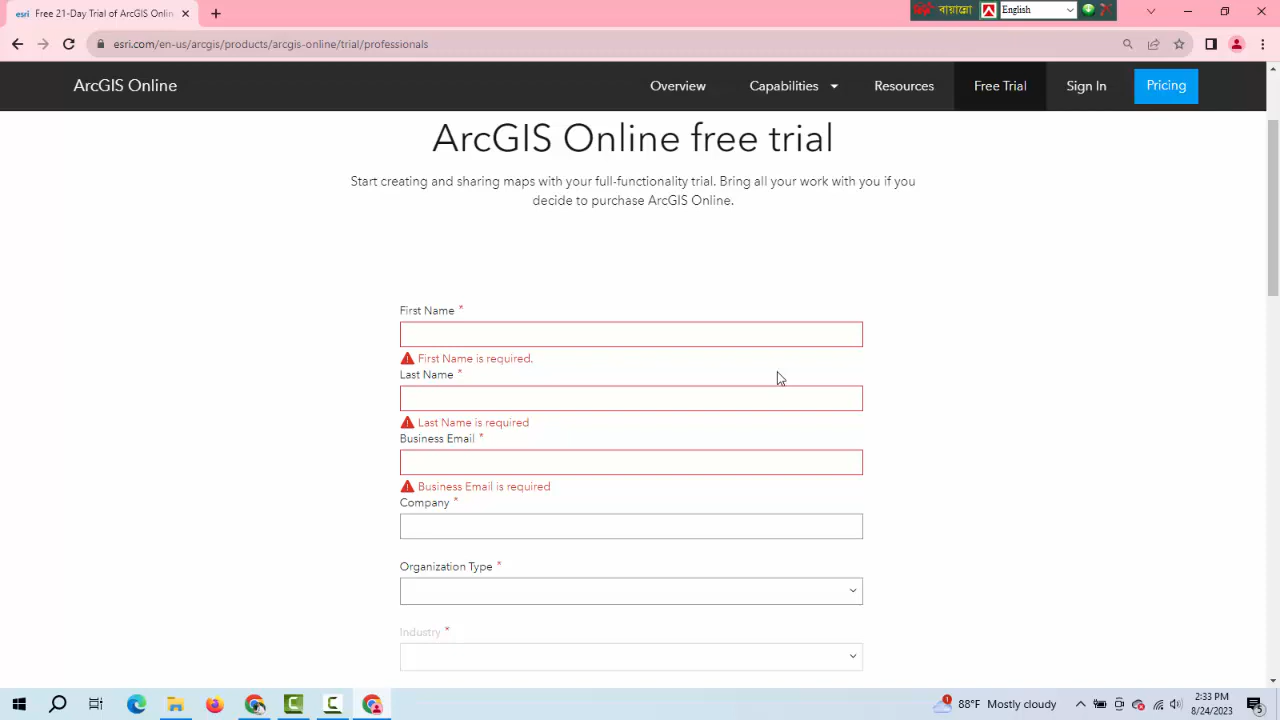 esri Free 21-Day Trial of ArcGIS Onlin
বায়ান্নো English
esri.com/en-us/arcgis/products/arcgis-online/trial/professionals
ArcGIS Online Overview Capabilities Resources Free Trial Sign In Pricing
ArcGIS Online free trial
Start creating and sharing maps with your full-functionality trial. Bring all your work with you if you
decide to purchase ArcGIS Online.
First Name *
First Name is required.
Last Name *
Last Name is required
Business Email *
Business Email is required
Company *
Organization Type *
Industry *
88°F Mostly cloudy
2:33 PM
8/24/2023